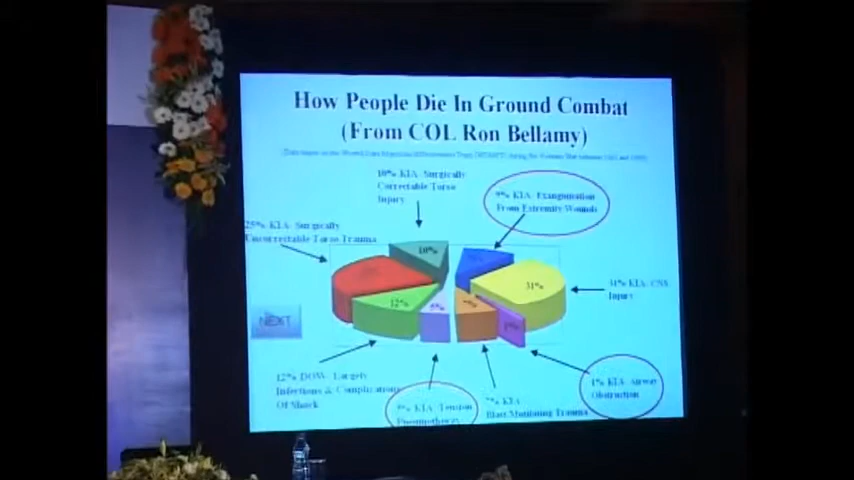 How People Die In Ground Combat
(From COL Ron Bellamy)
10% KIA Surgically
Correctable Torso
Injury
9% KIA Exsanguination
From Extremity Wounds
25% KIA Surgically
Uncorrectable Torso Trauma
10%
31%
12%
1%
31% KIA CNS
Injury
NEXT
12% DOW Largely
Infections & Complications
Of Shock
KIA Tension
Pneumothorax
KIA
Blast Mutilating Trauma
1% KIA Airway
Obstruction